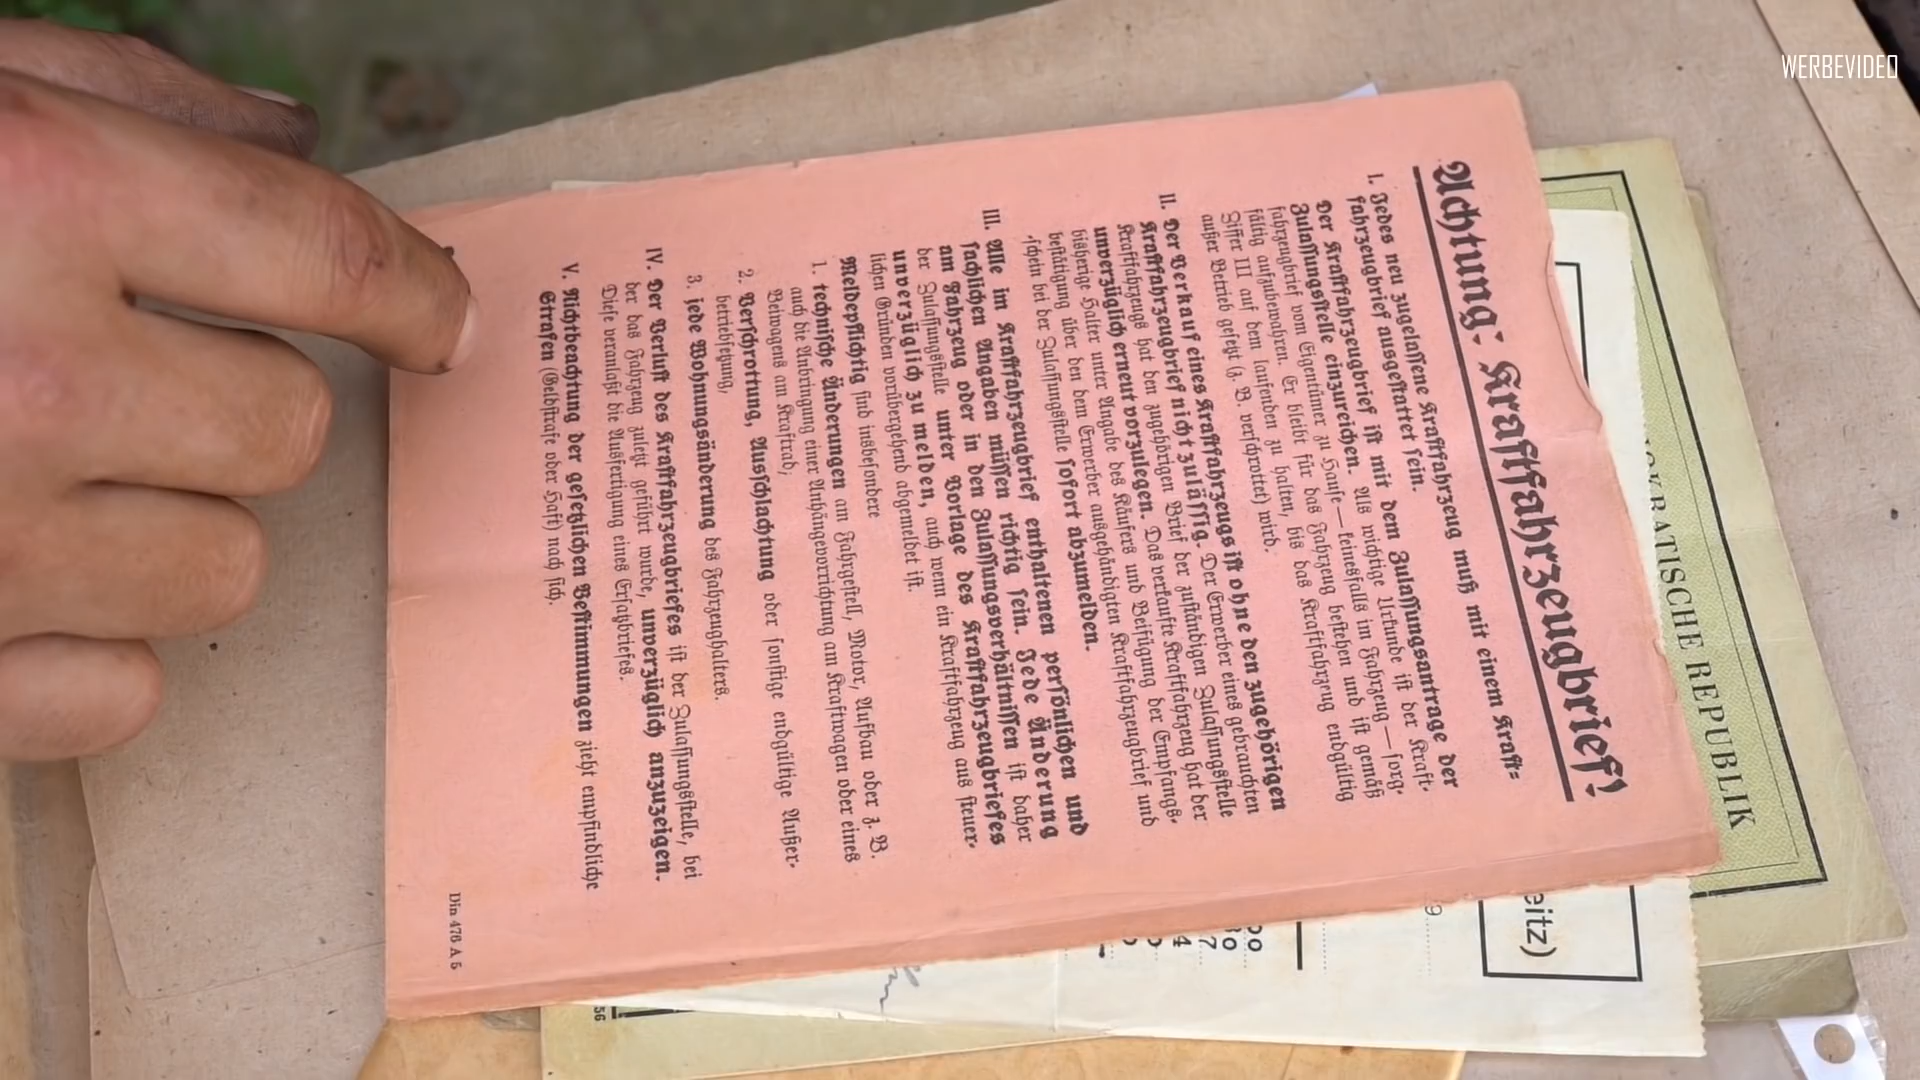 WERBEVIDEO
Achtung: Kraftfahrzeugbrief!
I. Jedes neu zugelassene Kraftfahrzeug muß mit einem Kraft=
fahrzeugbrief ausgestattet sein.
Der Kraftfahrzeugbrief ist mit dem Zulassungsantrage der
Zulassungsstelle einzureichen. Als wichtige Urkunde ist der Kraft-
fahrzeugbrief vom Eigentümer zu Hause — keinesfalls im Fahrzeug — sorg-
fältig aufzubewahren. Er bleibt für das Fahrzeug bestehen und ist gemäß
Ziffer III auf dem laufenden zu halten, bis das Kraftfahrzeug endgültig
außer Betrieb gesetzt (z. B. verschrottet) wird.
II. Der Verkauf eines Kraftfahrzeugs ist ohne den zugehörigen
Kraftfahrzeugbrief nicht zulässig. Der Erwerber eines gebrauchten
Kraftfahrzeugs hat den zugehörigen Brief der zuständigen Zulassungsstelle
unverzüglich erneut vorzulegen. Das verkaufte Kraftfahrzeug hat der
bisherige Halter unter Angabe des Käufers und Beifügung der Empfangs-
bestätigung über den dem Erwerber ausgehändigten Kraftfahrzeugbrief und
-schein bei der Zulassungsstelle sofort abzumelden.
III. Alle im Kraftfahrzeugbrief enthaltenen persönlichen und
sachlichen Angaben müssen richtig sein. Jede Änderung
am Fahrzeug oder in den Zulassungsverhältnissen ist daher
der Zulassungsstelle unter Vorlage des Kraftfahrzeugbriefes
unverzüglich zu melden, auch wenn ein Kraftfahrzeug aus steuer-
lichen Gründen vorübergehend abgemeldet ist.
Meldepflichtig sind insbesondere
1. technische Änderungen am Fahrgestell, Motor, Aufbau oder z. B.
auch die Anbringung einer Anhängevorrichtung am Kraftwagen oder eines
Beiwagens am Kraftrad;
2. Verschrottung, Ausschlachtung oder sonstige endgültige Außer-
betriebsetzung,
3. jede Wohnungsänderung des Fahrzeughalters.
IV. Der Verlust des Kraftfahrzeugbriefes ist der Zulassungsstelle, bei
der das Fahrzeug zuletzt geführt wurde, unverzüglich anzuzeigen.
Diese veranlaßt die Ausfertigung eines Ersatzbriefes.
V. Nichtbeachtung der gesetzlichen Bestimmungen zieht empfindliche
Strafen (Geldstrafe oder Haft) nach sich.
Din 476 A 5
OKRATISCHE REPUBLIK
eitz)
56